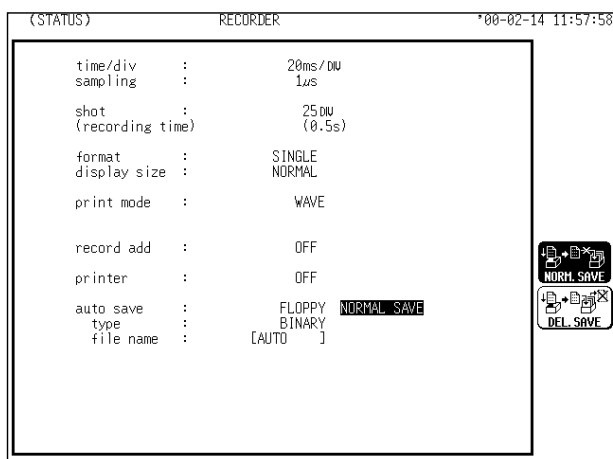 (STATUS) RECORDER '00-02-14 11:57:58
time/div : 20ms/DIV
sampling : 1µs
shot : 25DIV
(recording time) (0.5s)
format : SINGLE
display size : NORMAL
print mode : WAVE
record add : OFF
printer : OFF
NORM. SAVE
auto save : FLOPPY NORMAL SAVE
type : BINARY
file name : [AUTO ]
DEL. SAVE